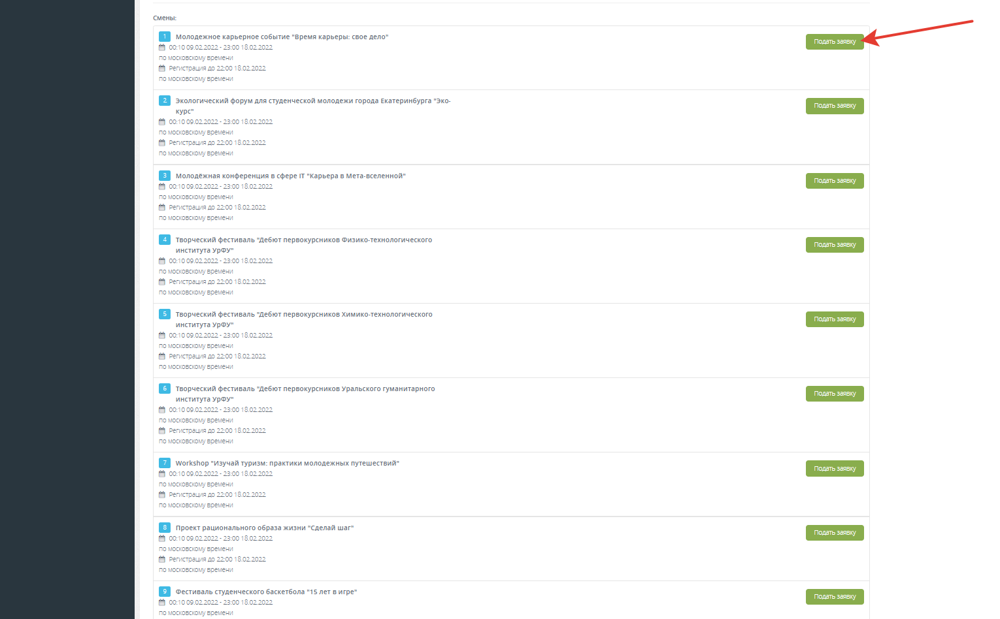 Смены:
1 Молодежное карьерное событие "Время карьеры: свое дело"
Подать заявку
00:10 09.02.2022 - 23:00 18.02.2022
по московскому времени
Регистрация до 22:00 18.02.2022
по московскому времени
2 Экологический форум для студенческой молодежи города Екатеринбурга "Эко-
курс"
Подать заявку
00:10 09.02.2022 - 23:00 18.02.2022
по московскому времени
Регистрация до 22:00 18.02.2022
по московскому времени
3 Молодёжная конференция в сфере IT "Карьера в Мета-вселенной"
Подать заявку
00:10 09.02.2022 - 23:00 18.02.2022
по московскому времени
Регистрация до 22:00 18.02.2022
по московскому времени
4 Творческий фестиваль "Дебют первокурсников Физико-технологического
института УрФУ"
Подать заявку
00:10 09.02.2022 - 23:00 18.02.2022
по московскому времени
Регистрация до 22:00 18.02.2022
по московскому времени
5 Творческий фестиваль "Дебют первокурсников Химико-технологического
института УрФУ"
Подать заявку
00:10 09.02.2022 - 23:00 18.02.2022
по московскому времени
Регистрация до 22:00 18.02.2022
по московскому времени
6 Творческий фестиваль "Дебют первокурсников Уральского гуманитарного
института УрФУ"
Подать заявку
00:10 09.02.2022 - 23:00 18.02.2022
по московскому времени
Регистрация до 22:00 18.02.2022
по московскому времени
7 Workshop "Изучай туризм: практики молодежных путешествий"
Подать заявку
00:10 09.02.2022 - 23:00 18.02.2022
по московскому времени
Регистрация до 22:00 18.02.2022
по московскому времени
8 Проект рационального образа жизни "Сделай шаг"
Подать заявку
00:10 09.02.2022 - 23:00 18.02.2022
по московскому времени
Регистрация до 22:00 18.02.2022
по московскому времени
9 Фестиваль студенческого баскетбола "15 лет в игре"
Подать заявку
00:10 09.02.2022 - 23:00 18.02.2022
по московскому времени